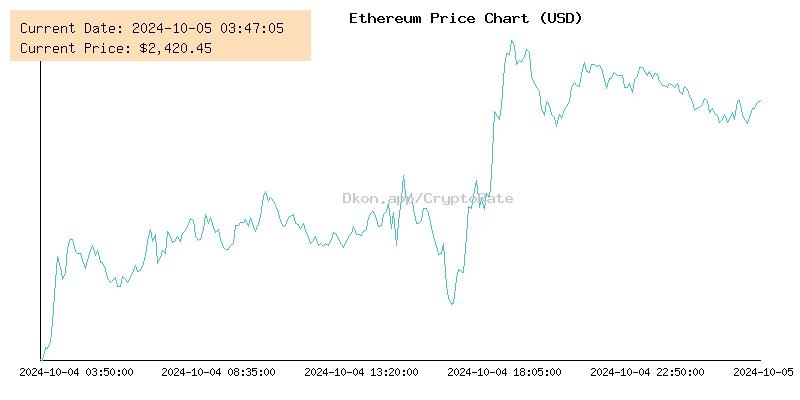 Ethereum Price Chart (USD)
Current Date: 2024-10-05 03:47:05
Current Price: $2,420.45
Dkon.app/CryptoRate
2024-10-04 03:50:00 2024-10-04 08:35:00 2024-10-04 13:20:00 2024-10-04 18:05:00 2024-10-04 22:50:00 2024-10-05